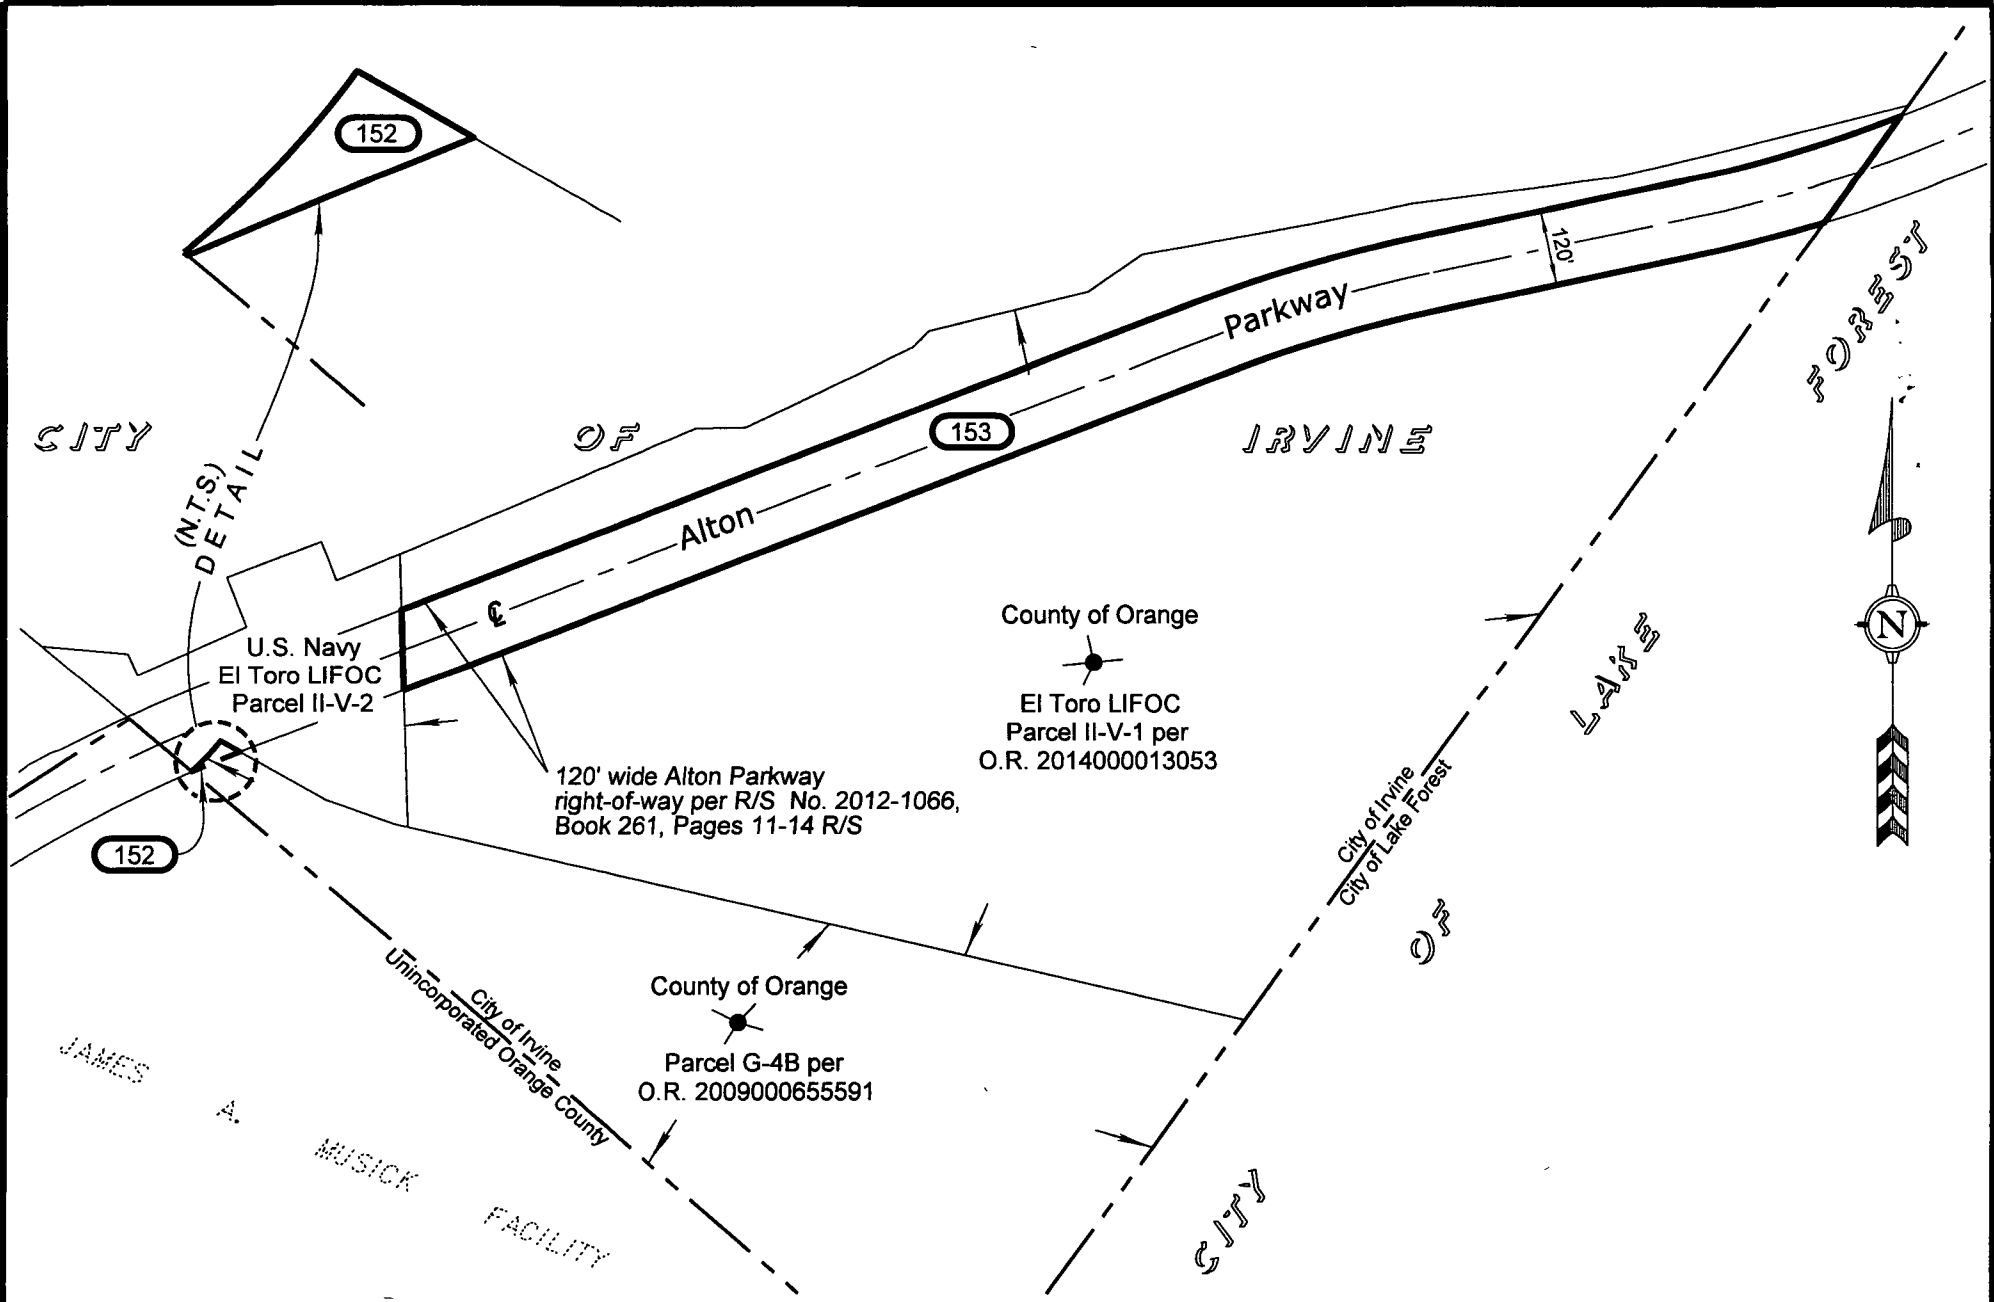 152
120'
Parkway
CITY OF IRVINE
153
(N.T.S.)
DETAIL
Alton
℄
N
U.S. Navy
El Toro LIFOC
Parcel II-V-2
County of Orange
El Toro LIFOC
Parcel II-V-1 per
O.R. 2014000013053
120' wide Alton Parkway
right-of-way per R/S No. 2012-1066,
Book 261, Pages 11-14 R/S
152
City of Irvine
City of Lake Forest
CITY OF LAKE FOREST
County of Orange
Parcel G-4B per
O.R. 2009000655591
City of Irvine
Unincorporated Orange County
JAMES A. MUSICK FACILITY